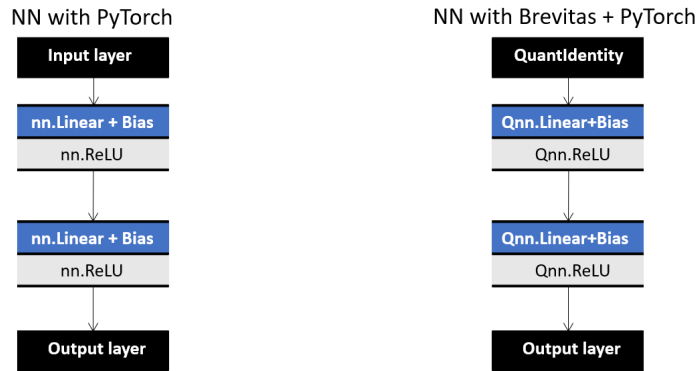 NN with PyTorch
Input layer
nn.Linear + Bias
nn.ReLU
nn.Linear + Bias
nn.ReLU
Output layer
NN with Brevitas + PyTorch
QuantIdentity
Qnn.Linear+Bias
Qnn.ReLU
Qnn.Linear+Bias
Qnn.ReLU
Output layer